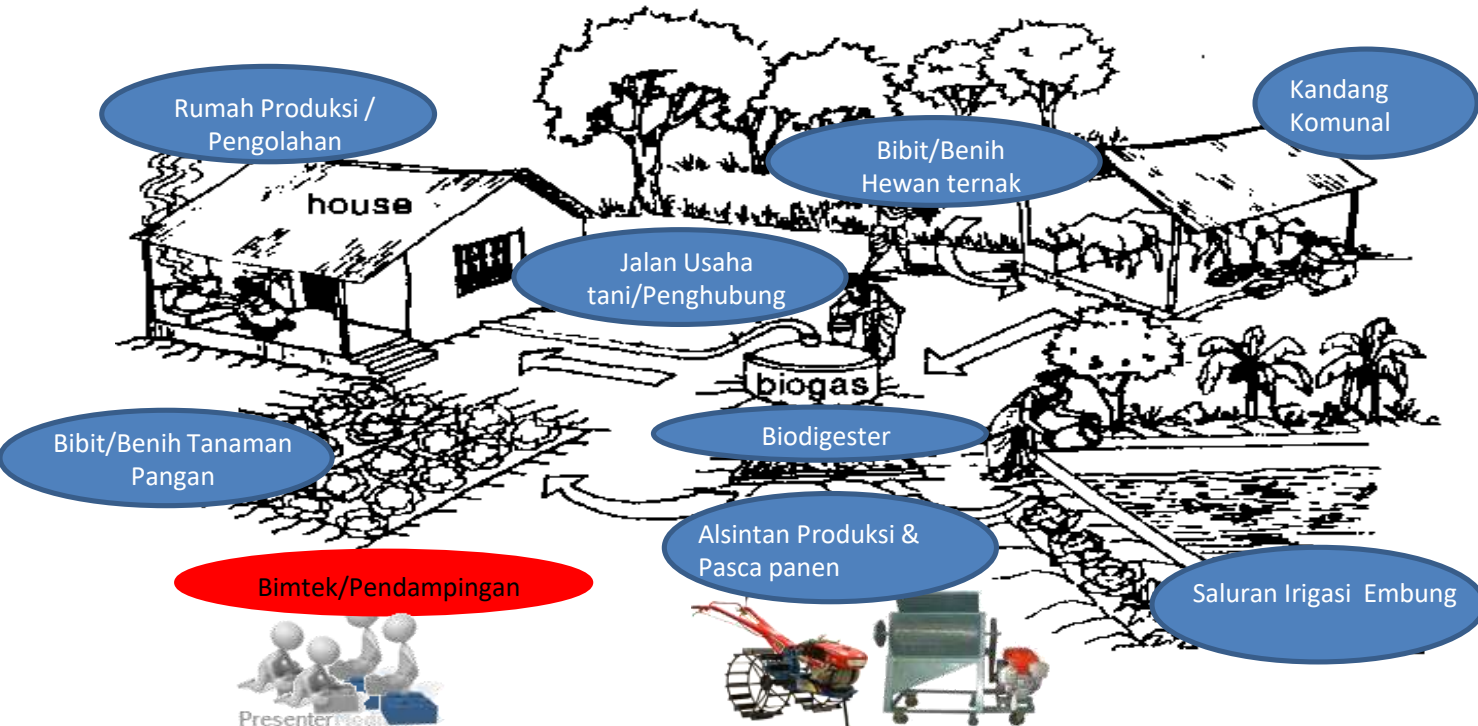 Rumah Produksi /
Pengolahan
Kandang
Komunal
Bibit/Benih
Hewan ternak
house
Jalan Usaha
tani/Penghubung
biogas
Biodigester
Bibit/Benih Tanaman
Pangan
Alsintan Produksi &
Pasca panen
Bimtek/Pendampingan
Saluran Irigasi  Embung
PresenterMedia